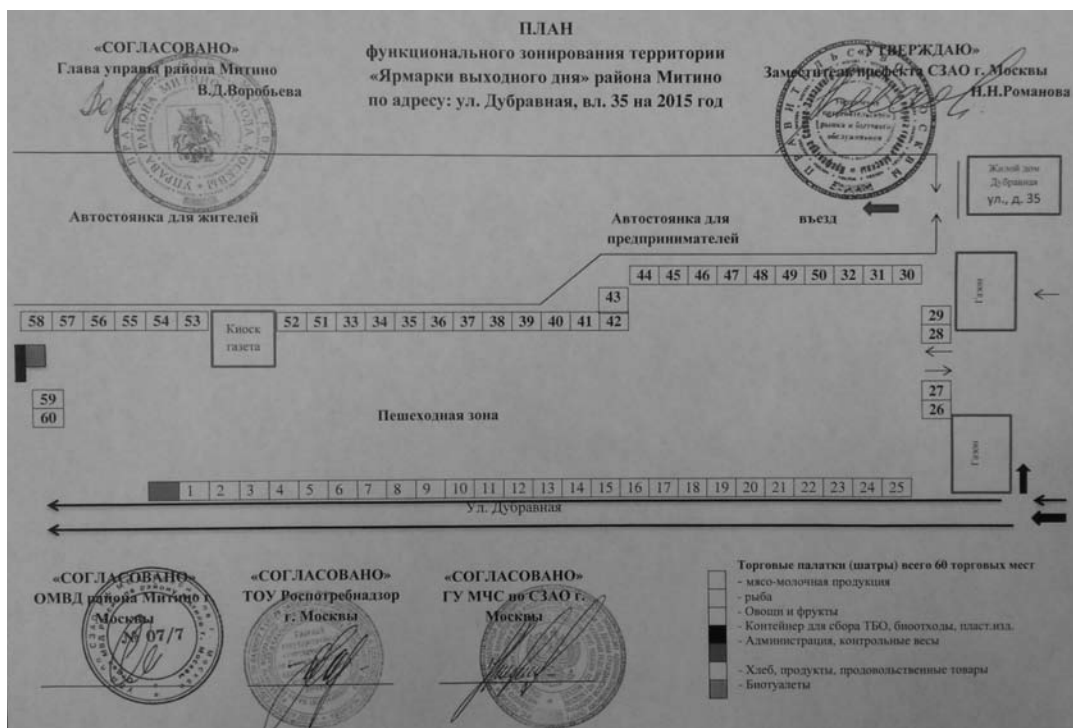 ПЛАН
функционального зонирования территории
«Ярмарки выходного дня» района Митино
по адресу: ул. Дубравная, вл. 35 на 2015 год
«СОГЛАСОВАНО»
Глава управы района Митино
В.Д.Воробьева
«УТВЕРЖДАЮ»
Заместитель префекта СЗАО г. Москвы
Н.Н.Романова
Жилой дом
Дубравная
ул., д. 35
Автостоянка для жителей
Автостоянка для
предпринимателей
въезд
44 45 46 47 48 49 50 32 31 30
Газон
43
58 57 56 55 54 53
Киоск
газета
52 51 33 34 35 36 37 38 39 40 41 42
29
28
59
60
Пешеходная зона
27
26
Газон
1 2 3 4 5 6 7 8 9 10 11 12 13 14 15 16 17 18 19 20 21 22 23 24 25
Ул. Дубравная
«СОГЛАСОВАНО»
ОМВД района Митино г.
Москвы
№ 07/7
«СОГЛАСОВАНО»
ТОУ Роспотребнадзор
г. Москвы
«СОГЛАСОВАНО»
ГУ МЧС по СЗАО г.
Москвы
Торговые палатки (шатры) всего 60 торговых мест
- мясо-молочная продукция
- рыба
- Овощи и фрукты
- Контейнер для сбора ТБО, биоотходы, пласт.изд.
- Администрация, контрольные весы
- Хлеб, продукты, продовольственные товары
- Биотуалеты